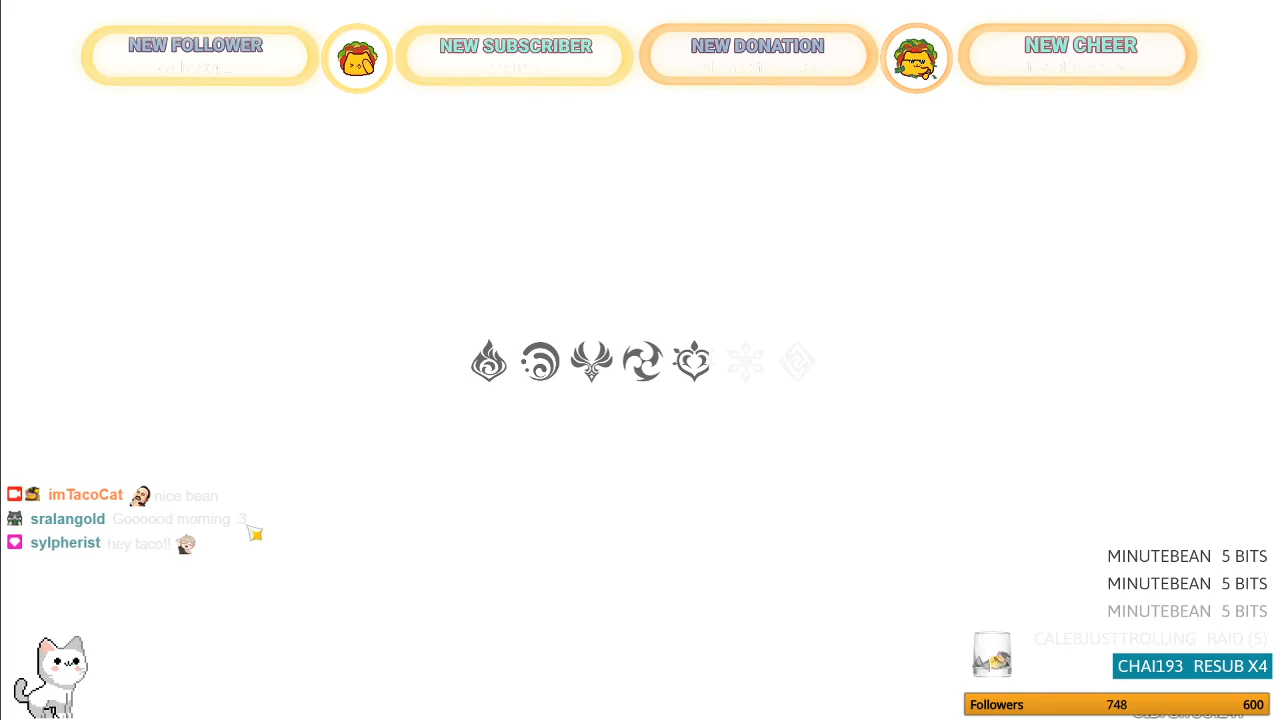 NEW FOLLOWER
NEW SUBSCRIBER
NEW DONATION
NEW CHEER
imTacoCat nice bean
sralangold Goooood morning :3
sylpherist hey taco!!
MINUTEBEAN 5 BITS
MINUTEBEAN 5 BITS
MINUTEBEAN 5 BITS
CALEBJUSTTROLLING RAID (5)
CHAI193 RESUB X4
Followers 748 600